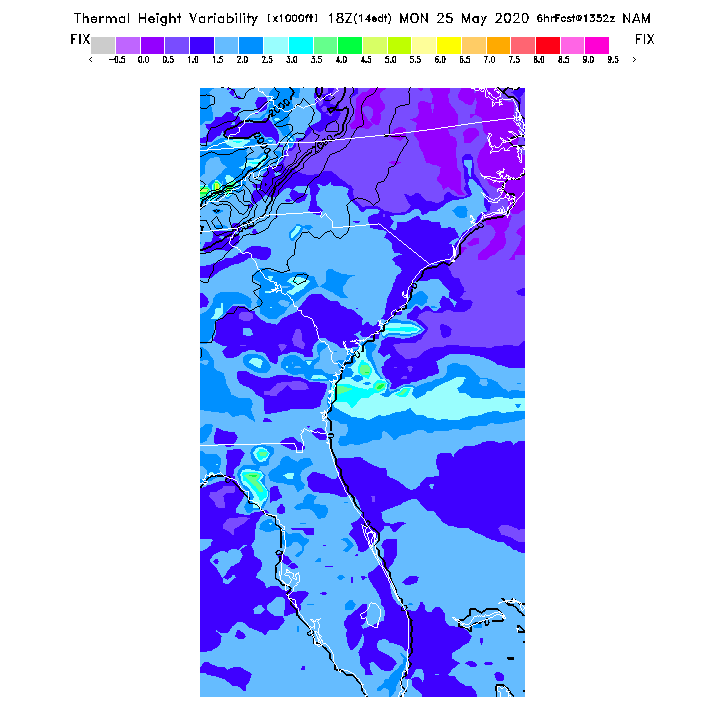 Thermal Height Variability [x1000ft] 18Z(14edt) MON 25 May 2020 6hrFcst@1352z NAM
FIX FIX
< -0.5 0.0 0.5 1.0 1.5 2.0 2.5 3.0 3.5 4.5 5.0 5.5 6.0 6.5 7.0 7.5 8.0 8.5 9.0 9.5 >